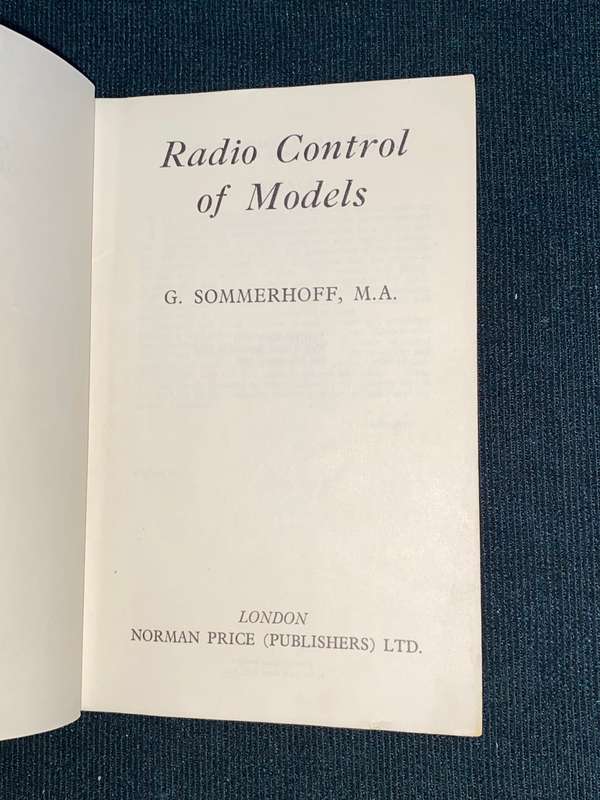 Radio Control
of Models
G. SOMMERHOFF, M.A.
LONDON
NORMAN PRICE (PUBLISHERS) LTD.